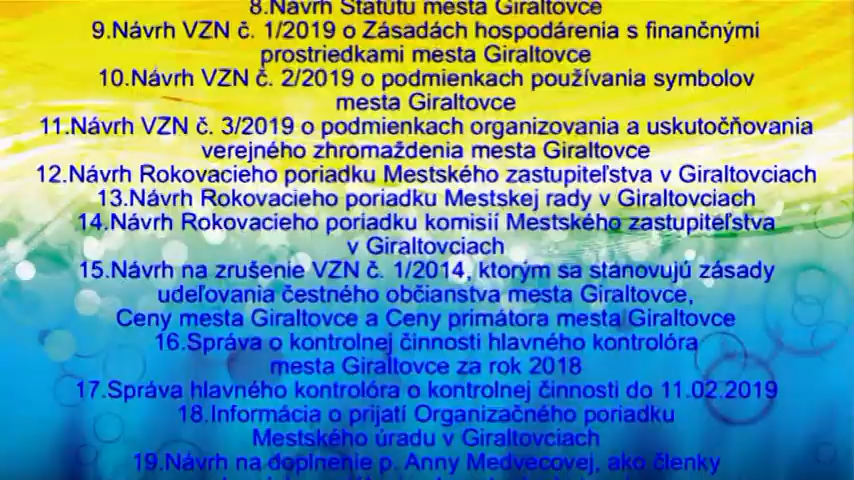 8.Návrh Štatútu mesta Giraltovce
9.Návrh VZN č. 1/2019 o Zásadách hospodárenia s finančnými
prostriedkami mesta Giraltovce
10.Návrh VZN č. 2/2019 o podmienkach používania symbolov
mesta Giraltovce
11.Návrh VZN č. 3/2019 o podmienkach organizovania a uskutočňovania
verejného zhromaždenia mesta Giraltovce
12.Návrh Rokovacieho poriadku Mestského zastupiteľstva v Giraltovciach
13.Návrh Rokovacieho poriadku Mestskej rady v Giraltovciach
14.Návrh Rokovacieho poriadku komisií Mestského zastupiteľstva
v Giraltovciach
15.Návrh na zrušenie VZN č. 1/2014, ktorým sa stanovujú zásady
udeľovania čestného občianstva mesta Giraltovce,
Ceny mesta Giraltovce a Ceny primátora mesta Giraltovce
16.Správa o kontrolnej činnosti hlavného kontrolóra
mesta Giraltovce za rok 2018
17.Správa hlavného kontrolóra o kontrolnej činnosti do 11.02.2019
18.Informácia o prijatí Organizačného poriadku
Mestského úradu v Giraltovciach
19.Návrh na doplnenie p. Anny Medvecovej, ako členky